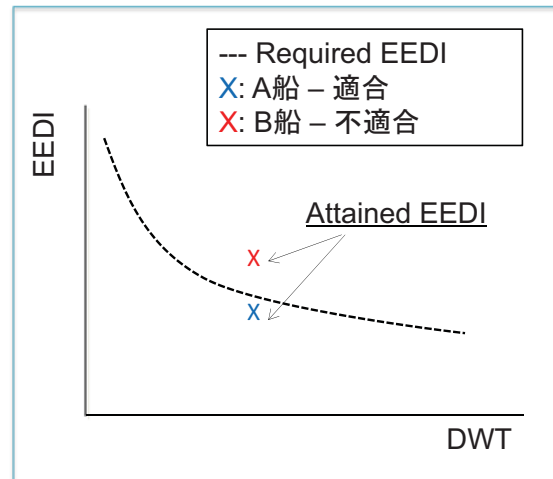 --- Required EEDI
X: A船 – 適合
X: B船 – 不適合
EEDI
Attained EEDI
X
X
DWT